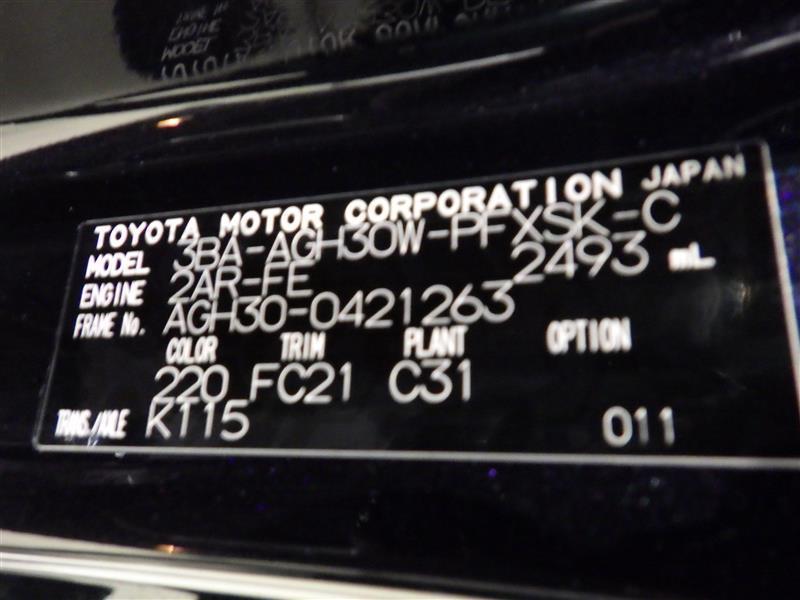 TOYOTA MOTOR CORPORATION JAPAN
MODEL 3BA-AGH30W-PFXSK-C
ENGINE 2AR-FE 2493 mL
FRAME No. AGH30-0421263
COLOR TRIM PLANT OPTION
220 FC21 C31
TRANS./AXLE K115 011